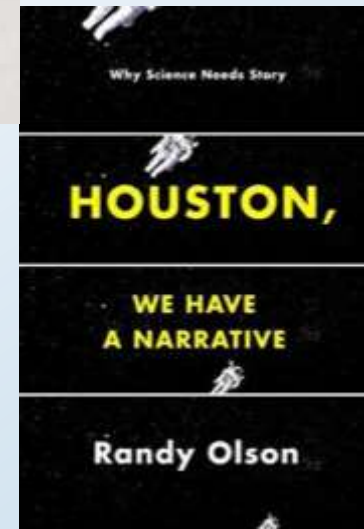 Why Science Needs Story
HOUSTON,
WE HAVE
A NARRATIVE
Randy Olson